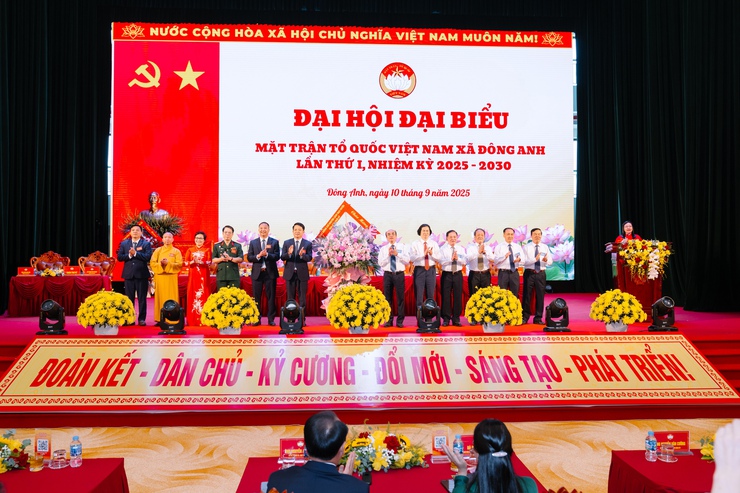 NƯỚC CỘNG HÒA XÃ HỘI CHỦ NGHĨA VIỆT NAM MUÔN NĂM!
ĐẠI HỘI ĐẠI BIỂU
MẶT TRẬN TỔ QUỐC VIỆT NAM XÃ ĐÔNG ANH
LẦN THỨ I, NHIỆM KỲ 2025 - 2030
Đông Anh, ngày 10 tháng 9 năm 2025
ĐOÀN KẾT - DÂN CHỦ - KỶ CƯƠNG - ĐỔI MỚI - SÁNG TẠO - PHÁT TRIỂN!